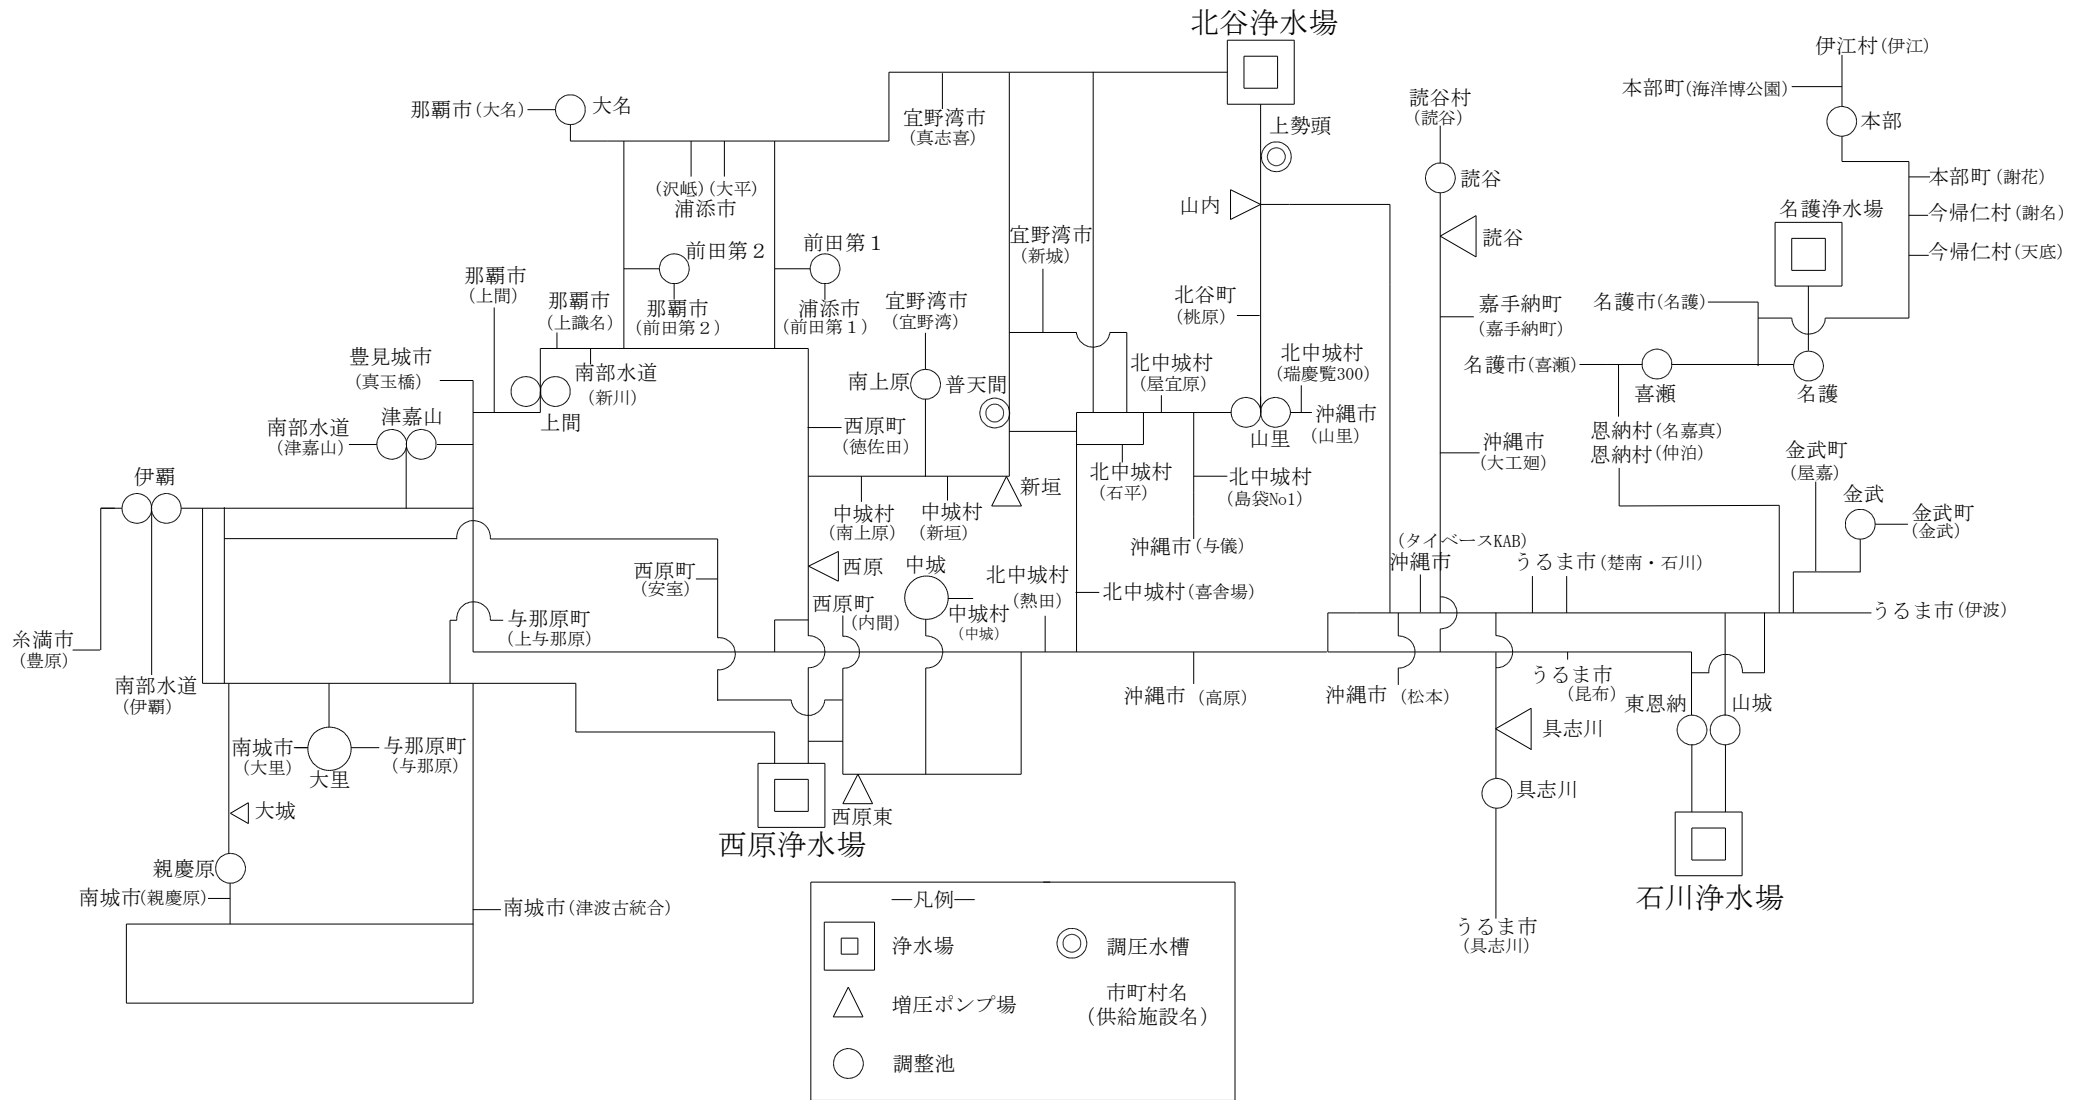 北谷浄水場
伊江村(伊江)
本部町(海洋博公園)
那覇市(大名)
大名
宜野湾市
(真志喜)
読谷村
(読谷)
上勢頭
本部
(沢岻)(大平)
浦添市
山内
読谷
本部町(謝花)
今帰仁村(謝名)
今帰仁村(天底)
名護浄水場
読谷
前田第2
前田第1
宜野湾市
(新城)
那覇市
(上間)
那覇市
(上識名)
那覇市
(前田第2)
浦添市
(前田第1)
宜野湾市
(宜野湾)
北谷町
(桃原)
嘉手納町
(嘉手納町)
名護市(名護)
豊見城市
(真玉橋)
南部水道
(新川)
南上原
普天間
北中城村
(屋宜原)
北中城村
(瑞慶覧300)
名護市(喜瀬)
喜瀬
名護
津嘉山
南部水道
(津嘉山)
上間
西原町
(徳佐田)
山里
沖縄市
(山里)
沖縄市
(大工廻)
恩納村(名嘉真)
恩納村(仲泊)
金武町
(屋嘉)
伊覇
北中城村
(石平)
北中城村
(島袋No1)
新垣
中城村
(南上原)
中城村
(新垣)
金武
金武町
(金武)
沖縄市(与儀)
(タイベースKAB)
沖縄市
うるま市(楚南・石川)
西原町
(安室)
西原
中城
北中城村
(熱田)
北中城村(喜舎場)
西原町
(内間)
中城村
(中城)
うるま市(伊波)
与那原町
(上与那原)
糸満市
(豊原)
南部水道
(伊覇)
沖縄市(高原)
沖縄市(松本)
うるま市
(昆布)
東恩納
山城
南城市
(大里)
大里
与那原町
(与那原)
具志川
大城
西原東
具志川
西原浄水場
親慶原
南城市(親慶原)
南城市(津波古統合)
石川浄水場
うるま市
(具志川)
―凡例―
浄水場
調圧水槽
増圧ポンプ場
市町村名
(供給施設名)
調整池